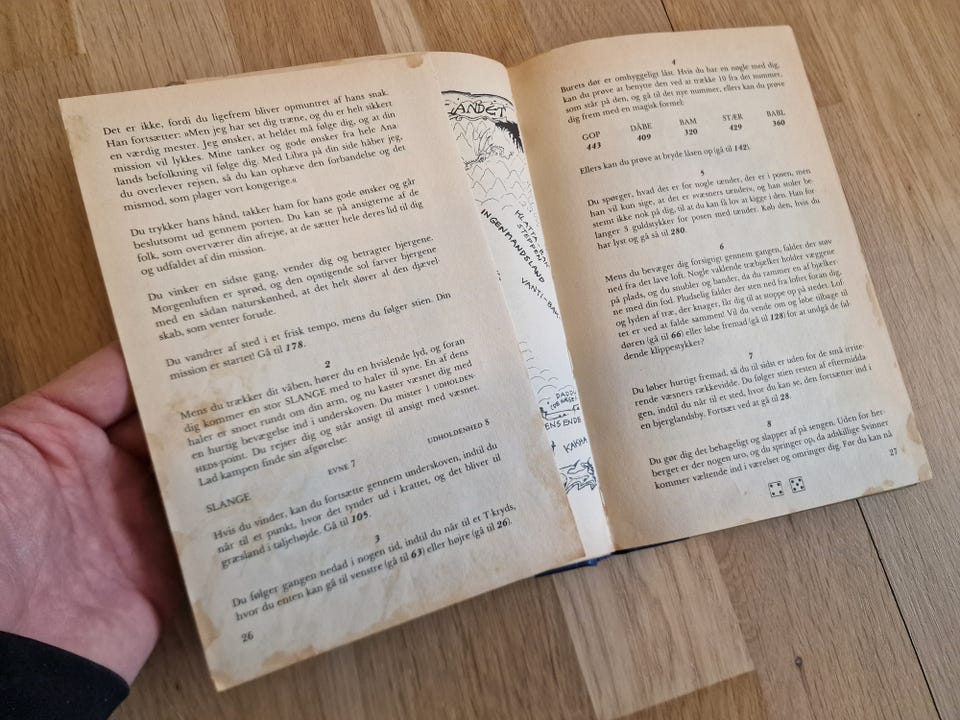 Det er ikke, fordi du ligefrem bliver opmuntret af hans snak.
Han fortsætter: »Men jeg har set dig træne, og du er helt sikkert
en værdig mester. Jeg ønsker, at heldet må følge dig, og at din
mission vil lykkes. Mine tanker og gode ønsker fra hele Ana-
lands befolkning vil følge dig. Med Libra på din side håber jeg,
du overlever rejsen, så du kan ophæve den forbandelse og det
mismod, som plager vort kongerige.«
Du trykker hans hånd, takker ham for hans gode ønsker og går
beslutsomt ud gennem porten. Du kan se på ansigterne af de
folk, som overværer din afrejse, at de sætter hele deres lid til dig
og udfaldet af din mission.
Du vinker en sidste gang, vender dig og betragter bjergene.
Morgenluften er sprød, og den opstigende sol farver bjergene
med en sådan naturskønhed, at det helt slører al den djævel-
skab, som venter forude.
Du vandrer af sted i et frisk tempo, mens du følger stien. Din
mission er startet! Gå til 178.
2
Mens du trækker dit våben, hører du en hvislende lyd, og foran
dig kommer en stor SLANGE med to haler til syne. En af dens
haler er snoet rundt om din arm, og nu kaster væsnet dig med
en hurtig bevægelse ind i underskoven. Du mister 1 UDHOLDEN-
HEDS-point. Du rejser dig og står ansigt til ansigt med væsnet.
Lad kampen finde sin afgørelse:
SLANGE EVNE 7 UDHOLDENHED 8
Hvis du vinder, kan du fortsætte gennem underskoven, indtil du
når til et punkt, hvor det tynder ud i krattet, og det bliver til
græsland i taljehøjde. Gå til 105.
3
Du følger gangen nedad i nogen tid, indtil du når til et T-kryds,
hvor du enten kan gå til venstre (gå til 63) eller højre (gå til 26).
26
ANDET
KLATTA-BAK
STEPPEN
INGENMANDSLAND
VANTI-BAK
ENS ENDE
KAKHA
4
Burets dør er omhyggeligt låst. Hvis du har en nøgle med dig,
kan du prøve at benytte den ved at trække 10 fra det nummer,
som står på den, og gå til det nye nummer, ellers kan du prøve
dig frem med en magisk formel:
GOP DÅBE BAM STÆR BABL
443 409 320 429 360
Ellers kan du prøve at bryde låsen op (gå til 142).
5
Du spørger, hvad det er for nogle tænder, der er i posen, men
han vil kun sige, at det er »væsners tænder«, og han stoler be-
stemt ikke nok på dig, til at du kan få lov at kigge i den. Han for-
langer 3 guldstykker for posen med tænder. Køb den, hvis du
har lyst og gå så til 280.
6
Mens du bevæger dig forsigtigt gennem gangen, falder der støv
ned fra det lave loft. Nogle vaklende træbjælker holder væggene
på plads, og du snubler og bander, da du rammer en af bjælker-
ne med din fod. Pludselig falder der sten ned fra loftet foran dig,
og lyden af træ, der knager, får dig til at stoppe op på stedet. Lof-
tet er ved at falde sammen! Vil du vende om og løbe tilbage til
døren (gå til 66) eller løbe fremad (gå til 128) for at undgå de fal-
dende klippestykker?
7
Du løber hurtigt fremad, så du til sidst er uden for de små irrite-
rende væsners rækkevidde. Du følger stien resten af eftermidda-
gen, indtil du når til et sted, hvor du kan se, den fortsætter ind i
en bjerglandsby. Fortsæt ved at gå til 28.
8
Du gør dig det behageligt og slapper af på sengen. Uden for her-
berget er der nogen uro, og du springer op, da adskillige Svinner
kommer væltende ind i værelset og omringer dig. Før du kan nå
27